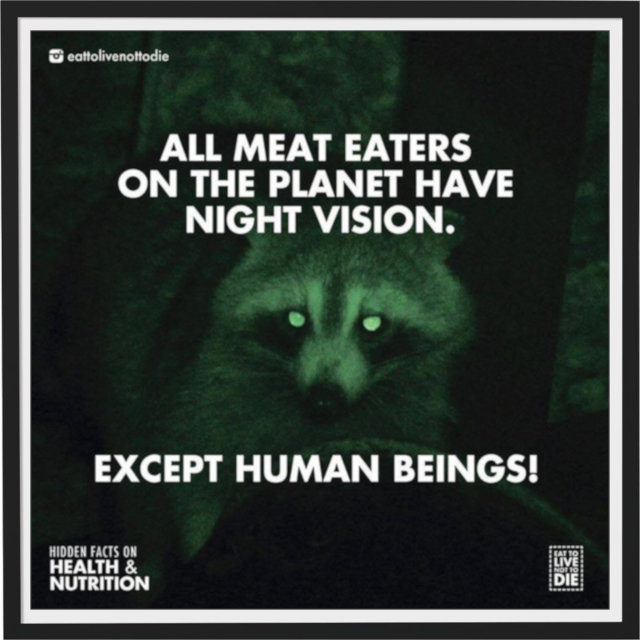 eattolivenottodie
ALL MEAT EATERS
ON THE PLANET HAVE
NIGHT VISION.
EXCEPT HUMAN BEINGS!
HIDDEN FACTS ON
HEALTH &
NUTRITION
EAT TO
LIVE
NOT TO
DIE